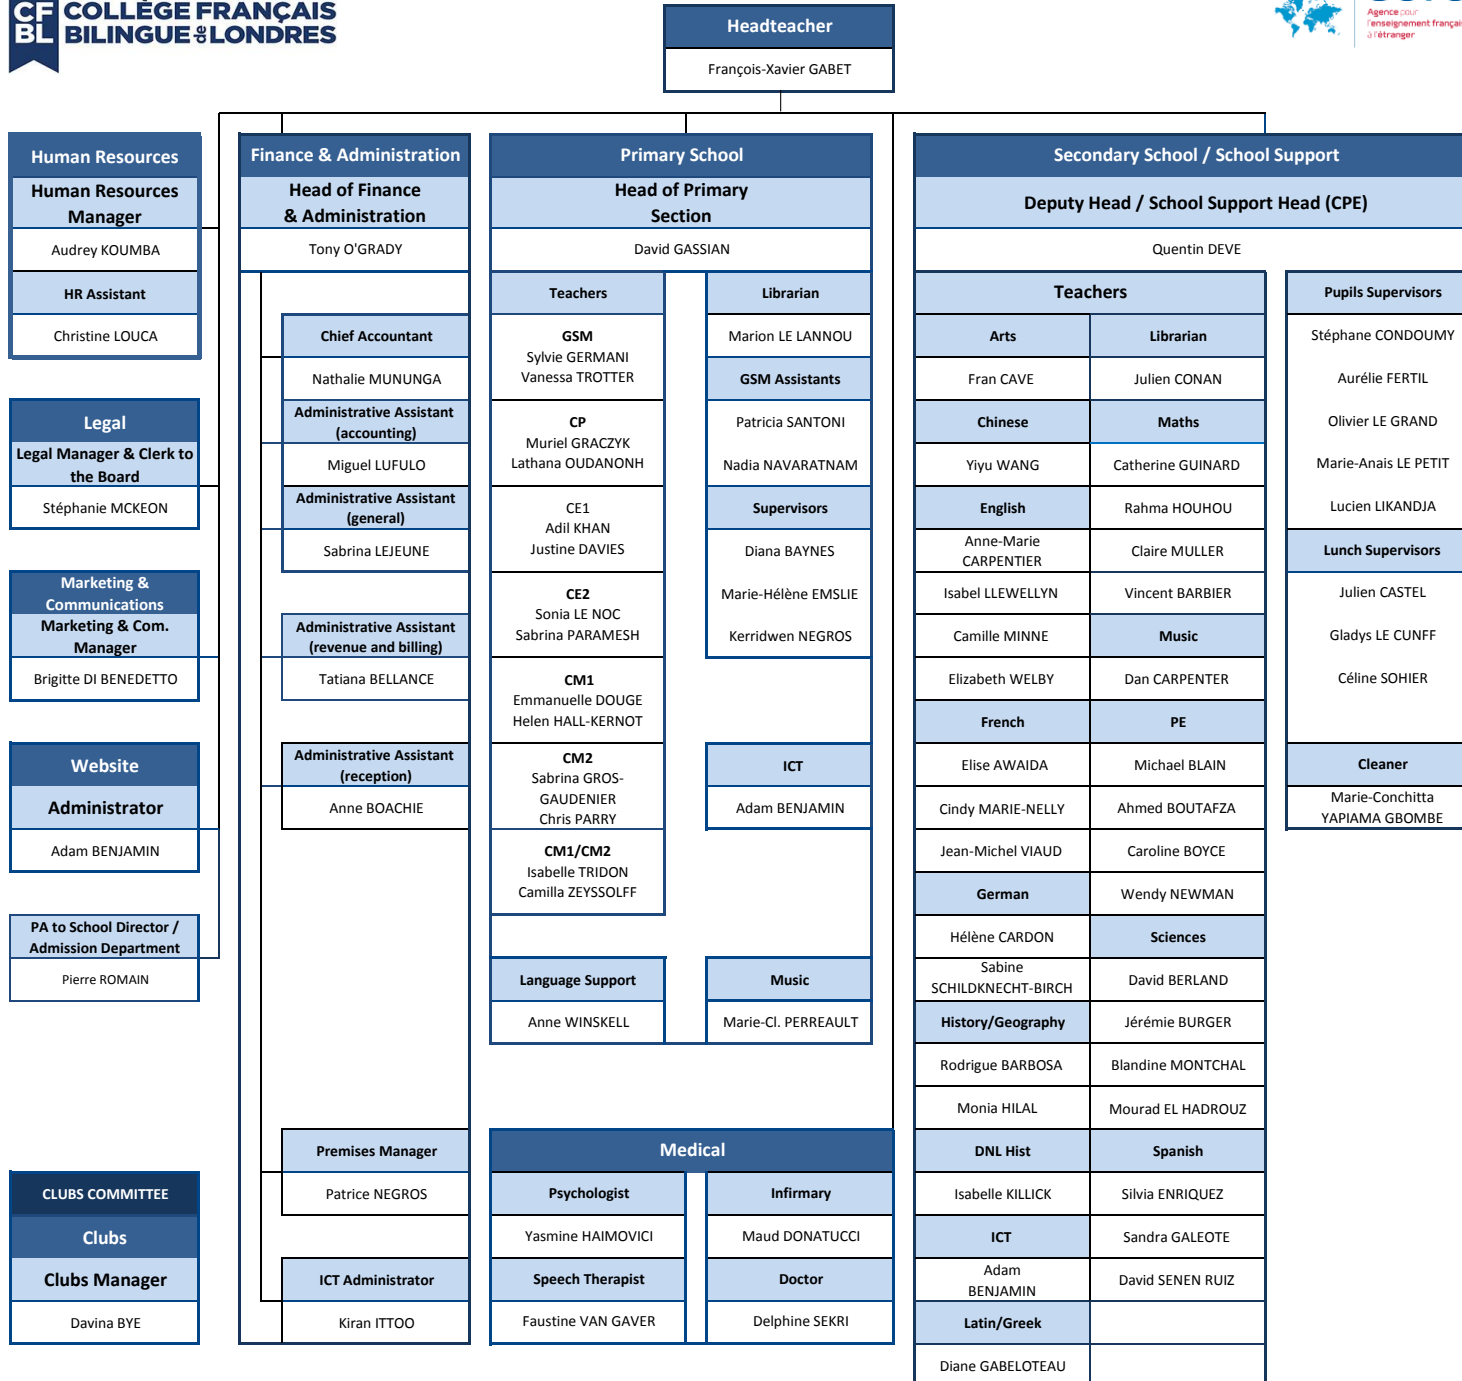 CF BL COLLÈGE FRANÇAIS
BILINGUE de LONDRES
Agence pour
l'enseignement français
à l'étranger
Headteacher
François-Xavier GABET
Human Resources
Human Resources
Manager
Audrey KOUMBA
HR Assistant
Christine LOUCA
Legal
Legal Manager & Clerk to
the Board
Stéphanie MCKEON
Marketing &
Communications
Marketing & Com.
Manager
Brigitte DI BENEDETTO
Website
Administrator
Adam BENJAMIN
PA to School Director /
Admission Department
Pierre ROMAIN
CLUBS COMMITTEE
Clubs
Clubs Manager
Davina BYE
Finance & Administration
Head of Finance
& Administration
Tony O'GRADY
Chief Accountant
Nathalie MUNUNGA
Administrative Assistant
(accounting)
Miguel LUFULO
Administrative Assistant
(general)
Sabrina LEJEUNE
Administrative Assistant
(revenue and billing)
Tatiana BELLANCE
Administrative Assistant
(reception)
Anne BOACHIE
Premises Manager
Patrice NEGROS
ICT Administrator
Kiran ITTOO
Primary School
Head of Primary
Section
David GASSIAN
Teachers
GSM
Sylvie GERMANI
Vanessa TROTTER
CP
Muriel GRACZYK
Lathana OUDANONH
CE1
Adil KHAN
Justine DAVIES
CE2
Sonia LE NOC
Sabrina PARAMESH
CM1
Emmanuelle DOUGE
Helen HALL-KERNOT
CM2
Sabrina GROS-
GAUDENIER
Chris PARRY
CM1/CM2
Isabelle TRIDON
Camilla ZEYSSOLFF
Language Support
Anne WINSKELL
Librarian
Marion LE LANNOU
GSM Assistants
Patricia SANTONI
Nadia NAVARATNAM
Supervisors
Diana BAYNES
Marie-Hélène EMSLIE
Kerridwen NEGROS
ICT
Adam BENJAMIN
Music
Marie-Cl. PERREAULT
Medical
Psychologist
Yasmine HAIMOVICI
Speech Therapist
Faustine VAN GAVER
Infirmary
Maud DONATUCCI
Doctor
Delphine SEKRI
Secondary School / School Support
Deputy Head / School Support Head (CPE)
Quentin DEVE
Teachers
Arts
Fran CAVE
Chinese
Yiyu WANG
English
Anne-Marie
CARPENTIER
Isabel LLEWELLYN
Camille MINNE
Elizabeth WELBY
French
Elise AWAIDA
Cindy MARIE-NELLY
Jean-Michel VIAUD
German
Hélène CARDON
Sabine
SCHILDKNECHT-BIRCH
History/Geography
Rodrigue BARBOSA
Monia HILAL
DNL Hist
Isabelle KILLICK
ICT
Adam
BENJAMIN
Latin/Greek
Diane GABELOTEAU
Librarian
Julien CONAN
Maths
Catherine GUINARD
Rahma HOUHOU
Claire MULLER
Vincent BARBIER
Music
Dan CARPENTER
PE
Michael BLAIN
Ahmed BOUTAFZA
Caroline BOYCE
Wendy NEWMAN
Sciences
David BERLAND
Jérémie BURGER
Blandine MONTCHAL
Mourad EL HADROUZ
Spanish
Silvia ENRIQUEZ
Sandra GALEOTE
David SENEN RUIZ
Pupils Supervisors
Stéphane CONDOUMY
Aurélie FERTIL
Olivier LE GRAND
Marie-Anais LE PETIT
Lucien LIKANDJA
Lunch Supervisors
Julien CASTEL
Gladys LE CUNFF
Céline SOHIER
Cleaner
Marie-Conchitta
YAPIAMA GBOMBE